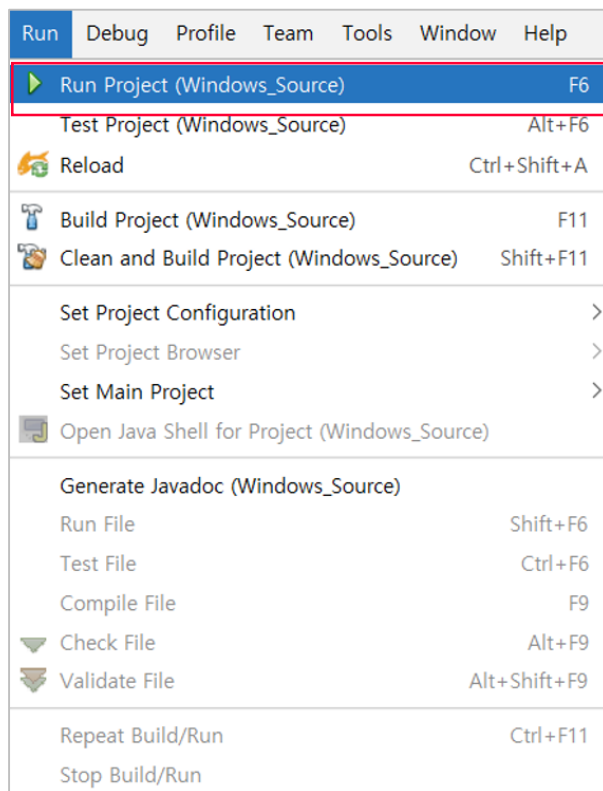 Run Debug Profile Team Tools Window Help
Run Project (Windows_Source) F6
Test Project (Windows_Source) Alt+F6
Reload Ctrl+Shift+A
Build Project (Windows_Source) F11
Clean and Build Project (Windows_Source) Shift+F11
Set Project Configuration
Set Project Browser
Set Main Project
Open Java Shell for Project (Windows_Source)
Generate Javadoc (Windows_Source)
Run File Shift+F6
Test File Ctrl+F6
Compile File F9
Check File Alt+F9
Validate File Alt+Shift+F9
Repeat Build/Run Ctrl+F11
Stop Build/Run